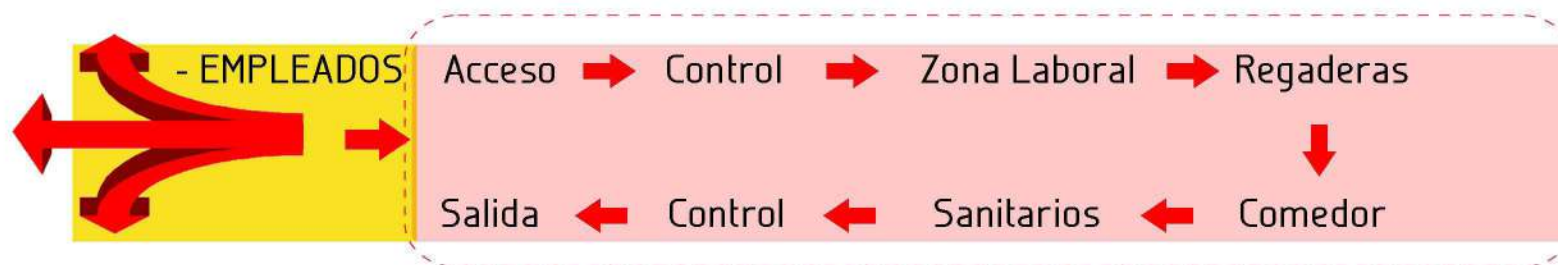 - EMPLEADOS Acceso Control Zona Laboral Regaderas
Salida Control Sanitarios Comedor